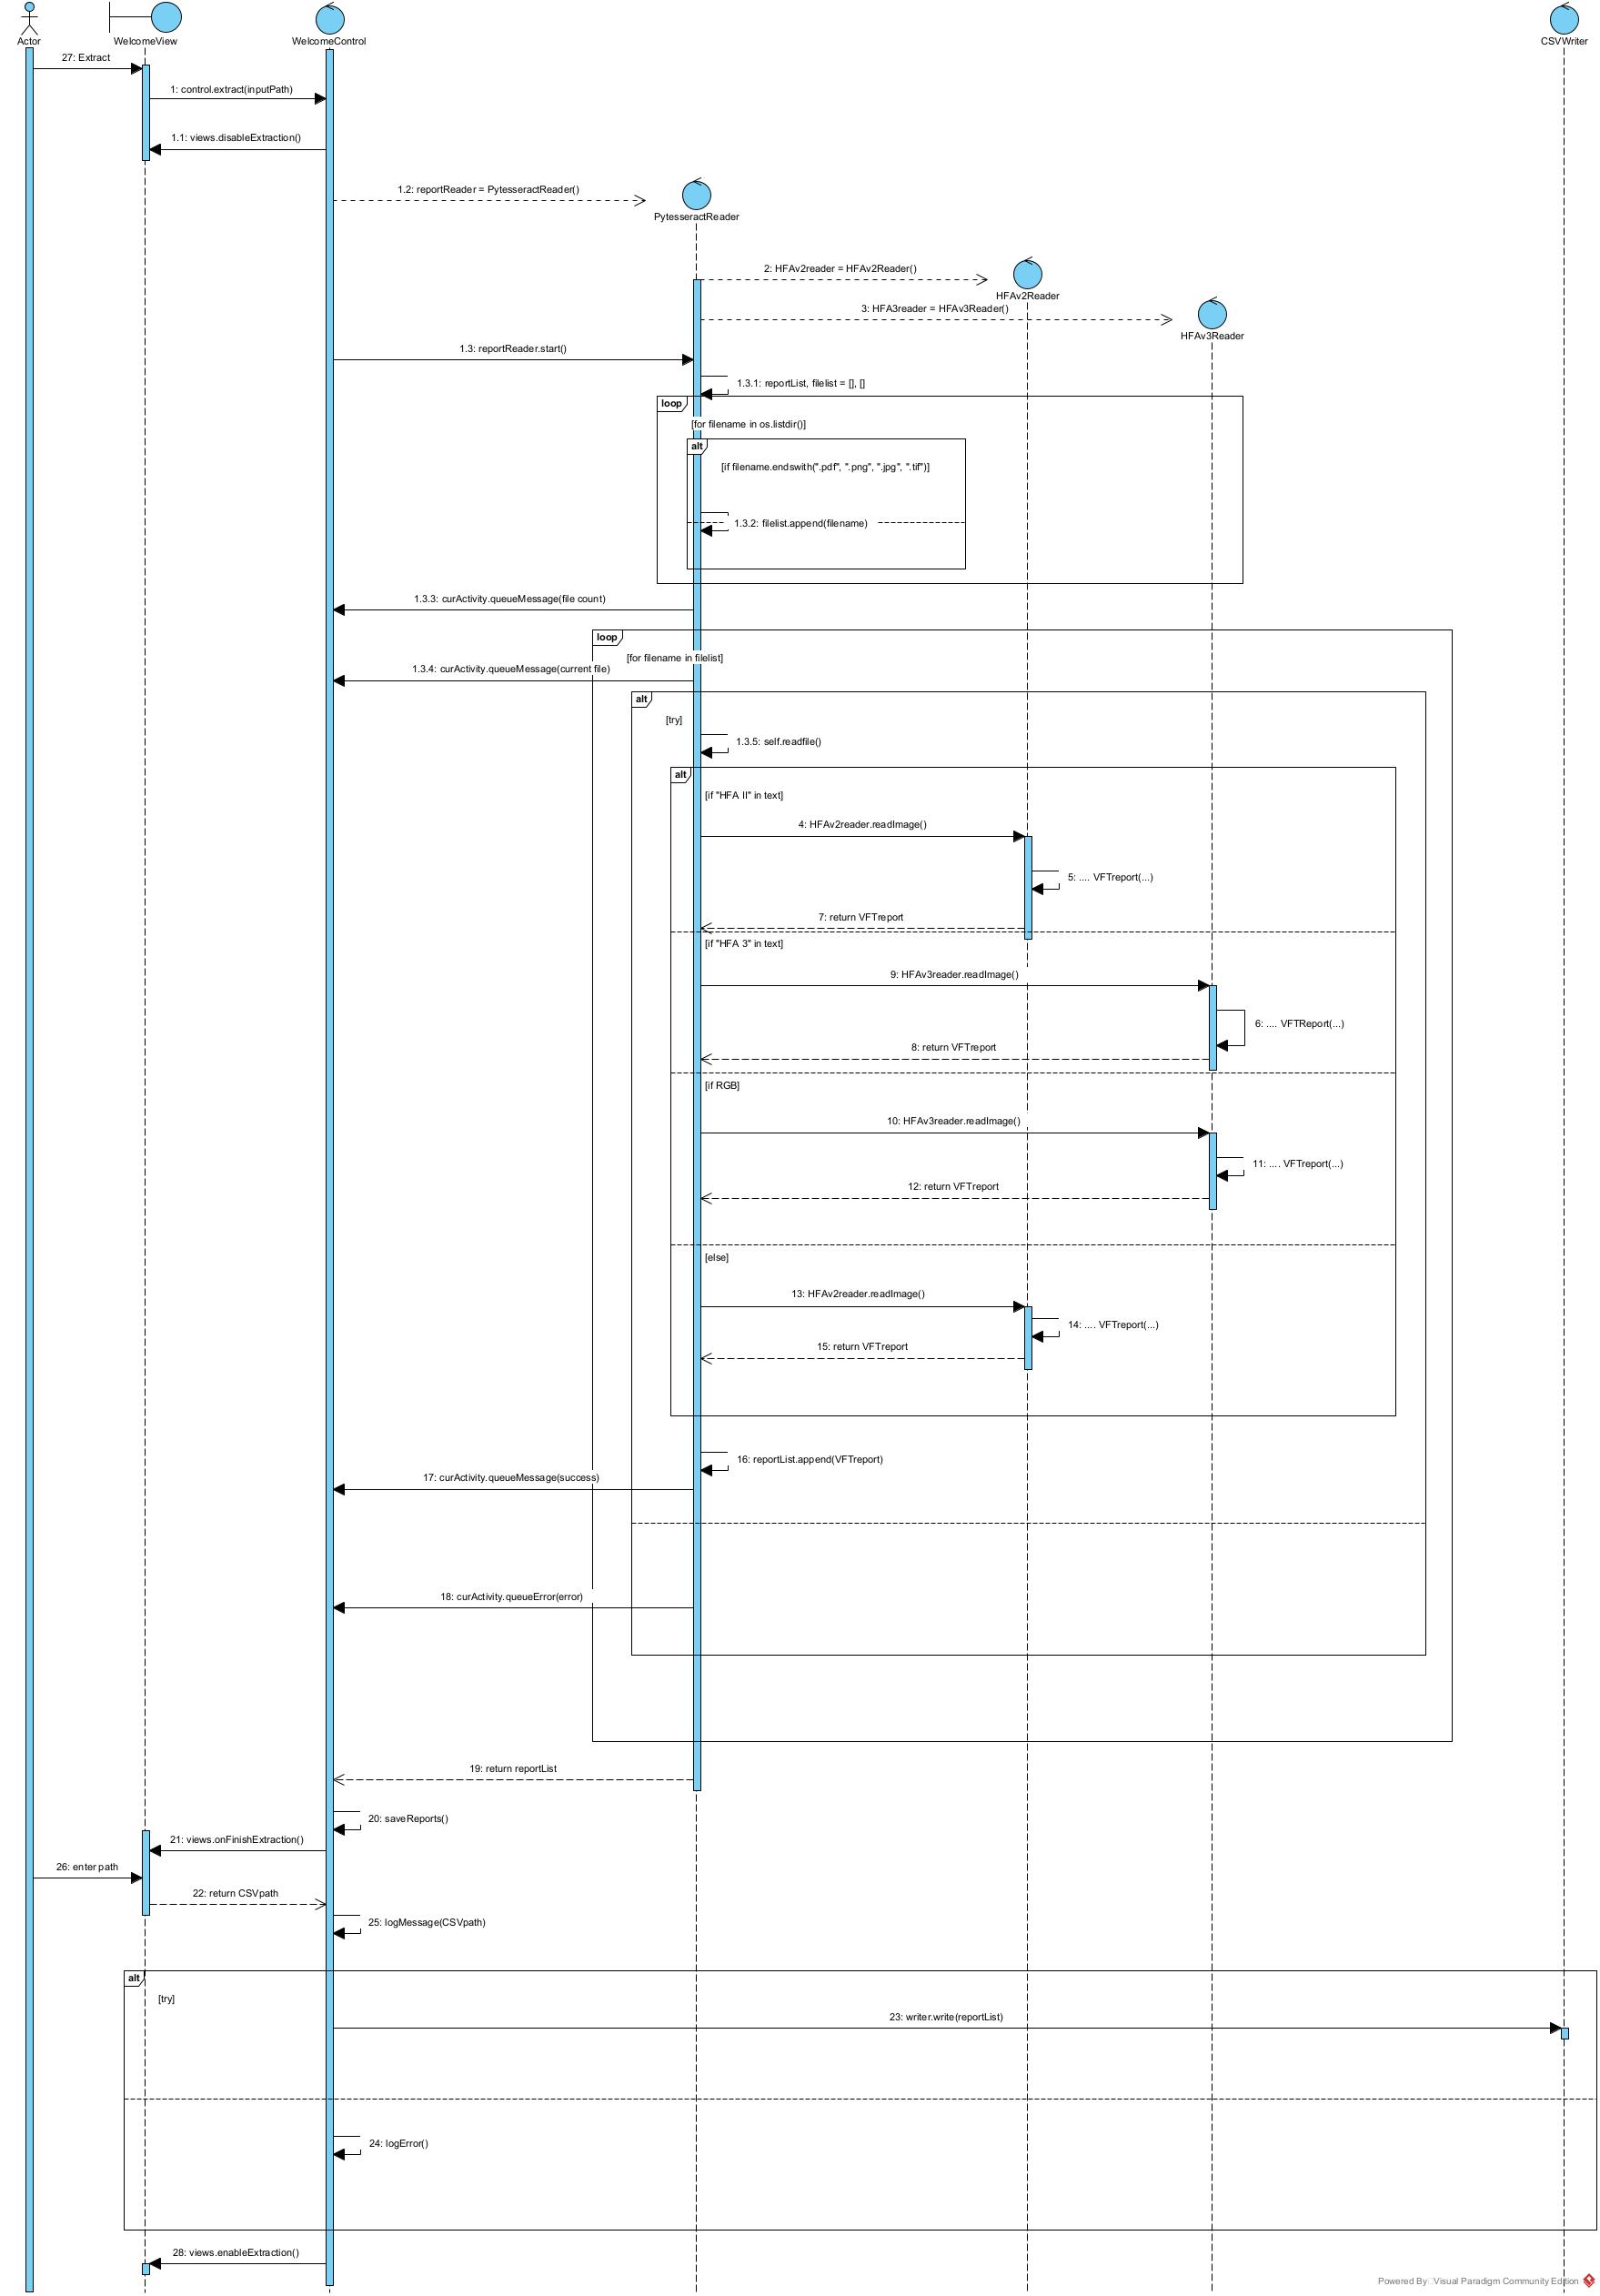 Actor
WelcomeView
WelcomeControl
CSVWriter
27: Extract
1: control.extract(inputPath)
1.1: views.disableExtraction()
1.2: reportReader = PytesseractReader()
PytesseractReader
2: HFAv2reader = HFAv2Reader()
HFAv2Reader
3: HFA3reader = HFAv3Reader()
HFAv3Reader
1.3: reportReader.start()
1.3.1: reportList, filelist = [], []
loop
[for filename in os.listdir()]
alt
[if filename.endswith(".pdf", ".png", ".jpg", ".tif")]
1.3.2: filelist.append(filename)
1.3.3: curActivity.queueMessage(file count)
loop
[for filename in filelist]
1.3.4: curActivity.queueMessage(current file)
alt
[try]
1.3.5: self.readfile()
alt
[if "HFA II" in text]
4: HFAv2reader.readImage()
5: .... VFTreport(...)
7: return VFTreport
[if "HFA 3" in text]
9: HFAv3reader.readImage()
6: .... VFTReport(...)
8: return VFTreport
[if RGB]
10: HFAv3reader.readImage()
11: .... VFTreport(...)
12: return VFTreport
[else]
13: HFAv2reader.readImage()
14: .... VFTreport(...)
15: return VFTreport
16: reportList.append(VFTreport)
17: curActivity.queueMessage(success)
18: curActivity.queueError(error)
19: return reportList
20: saveReports()
21: views.onFinishExtraction()
26: enter path
22: return CSVpath
25: logMessage(CSVpath)
alt
[try]
23: writer.write(reportList)
24: logError()
28: views.enableExtraction()
Powered By Visual Paradigm Community Edition